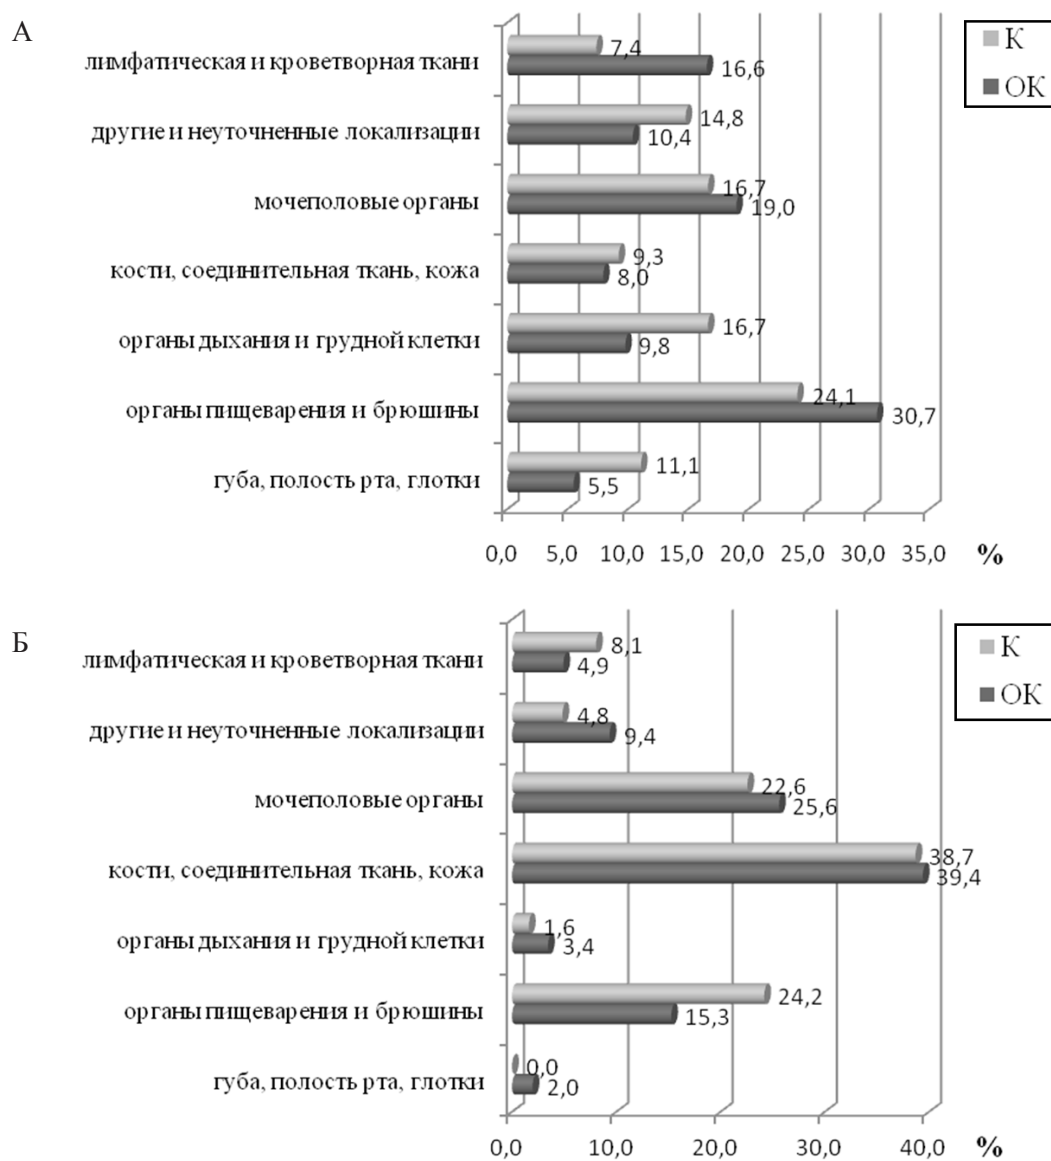 А
К
ОК
лимфатическая и кроветворная ткани
7,4
16,6
другие и неуточненные локализации
14,8
10,4
мочеполовые органы
16,7
19,0
кости, соединительная ткань, кожа
9,3
8,0
органы дыхания и грудной клетки
16,7
9,8
органы пищеварения и брюшины
24,1
30,7
губа, полость рта, глотки
11,1
5,5
0,0 5,0 10,0 15,0 20,0 25,0 30,0 35,0 %
Б
К
ОК
лимфатическая и кроветворная ткани
8,1
4,9
другие и неуточненные локализации
4,8
9,4
мочеполовые органы
22,6
25,6
кости, соединительная ткань, кожа
38,7
39,4
органы дыхания и грудной клетки
1,6
3,4
органы пищеварения и брюшины
24,2
15,3
губа, полость рта, глотки
0,0
2,0
0,0 10,0 20,0 30,0 40,0 %